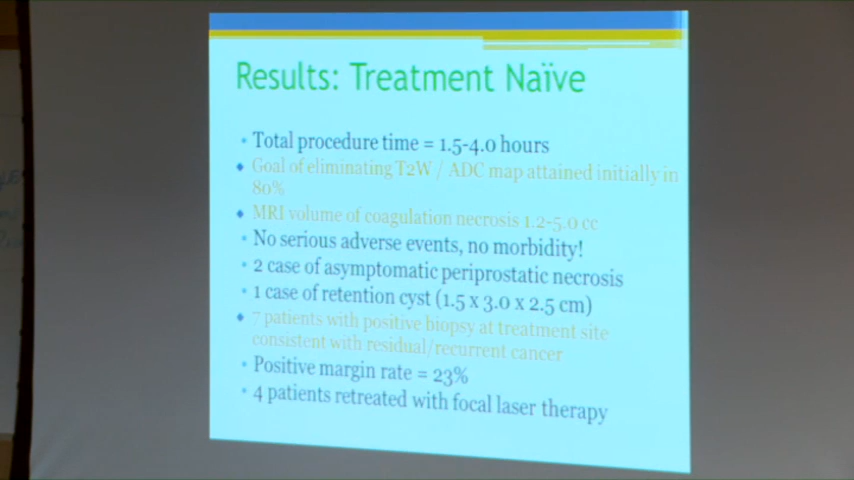 Results: Treatment Naïve
• Total procedure time = 1.5-4.0 hours
◆ Goal of eliminating T2W / ADC map attained initially in
80%
◆ MRI volume of coagulation necrosis 1.2-5.0 cc
• No serious adverse events, no morbidity!
• 2 case of asymptomatic periprostatic necrosis
• 1 case of retention cyst (1.5 x 3.0 x 2.5 cm)
◆ 7 patients with positive biopsy at treatment site
consistent with residual/recurrent cancer
• Positive margin rate = 23%
• 4 patients retreated with focal laser therapy